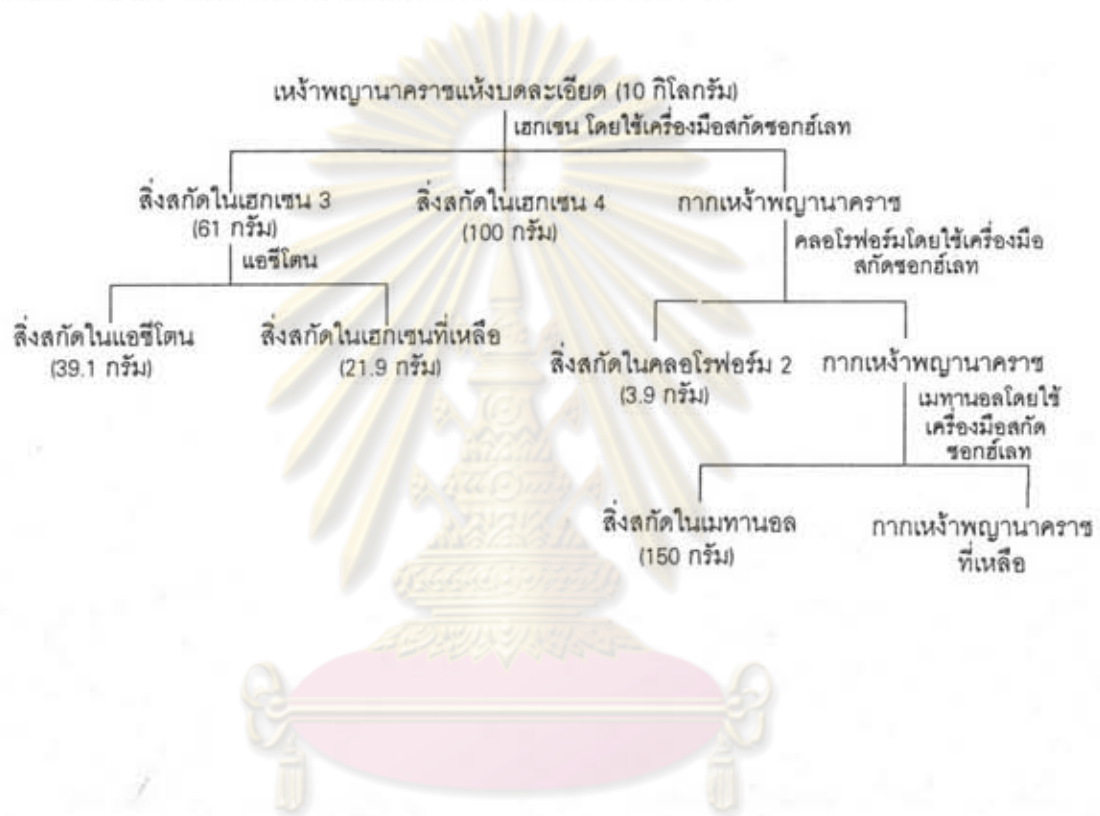 เหง้าพญานาคราชแห้งบดละเอียด (10 กิโลกรัม)
เฮกเซน โดยใช้เครื่องมือสกัดซอกฮ์เลท
สิ่งสกัดในเฮกเซน 3
(61 กรัม)
สิ่งสกัดในเฮกเซน 4
(100 กรัม)
กากเหง้าพญานาคราช
แอซีโตน
คลอโรฟอร์มโดยใช้เครื่องมือ
สกัดซอกฮ์เลท
สิ่งสกัดในแอซีโตน
(39.1 กรัม)
สิ่งสกัดในเฮกเซนที่เหลือ
(21.9 กรัม)
สิ่งสกัดในคลอโรฟอร์ม 2
(3.9 กรัม)
กากเหง้าพญานาคราช
เมทานอลโดยใช้
เครื่องมือสกัด
ซอกฮ์เลท
สิ่งสกัดในเมทานอล
(150 กรัม)
กากเหง้าพญานาคราช
ที่เหลือ